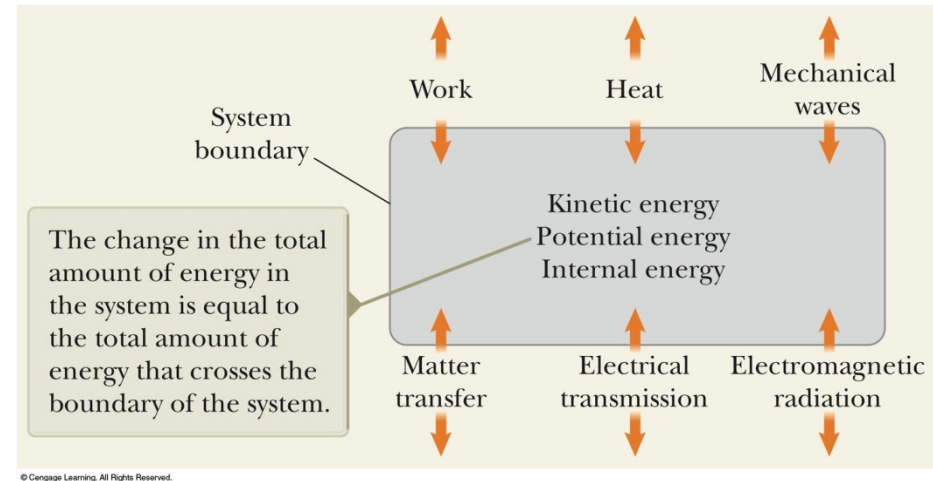 Work
Heat
Mechanical
waves
System
boundary
Kinetic energy
Potential energy
Internal energy
The change in the total
amount of energy in
the system is equal to
the total amount of
energy that crosses the
boundary of the system.
Matter
transfer
Electrical
transmission
Electromagnetic
radiation
© Cengage Learning. All Rights Reserved.